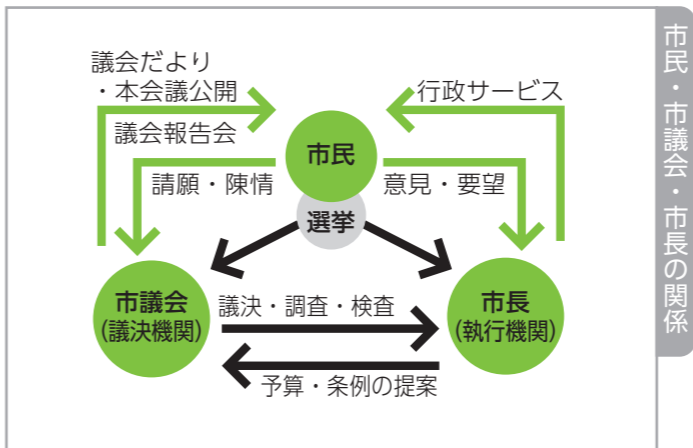 市民・市議会・市長の関係
議会だより
・本会議公開
議会報告会
行政サービス
市民
請願・陳情
意見・要望
選挙
市議会
(議決機関)
議決・調査・検査
市長
(執行機関)
予算・条例の提案